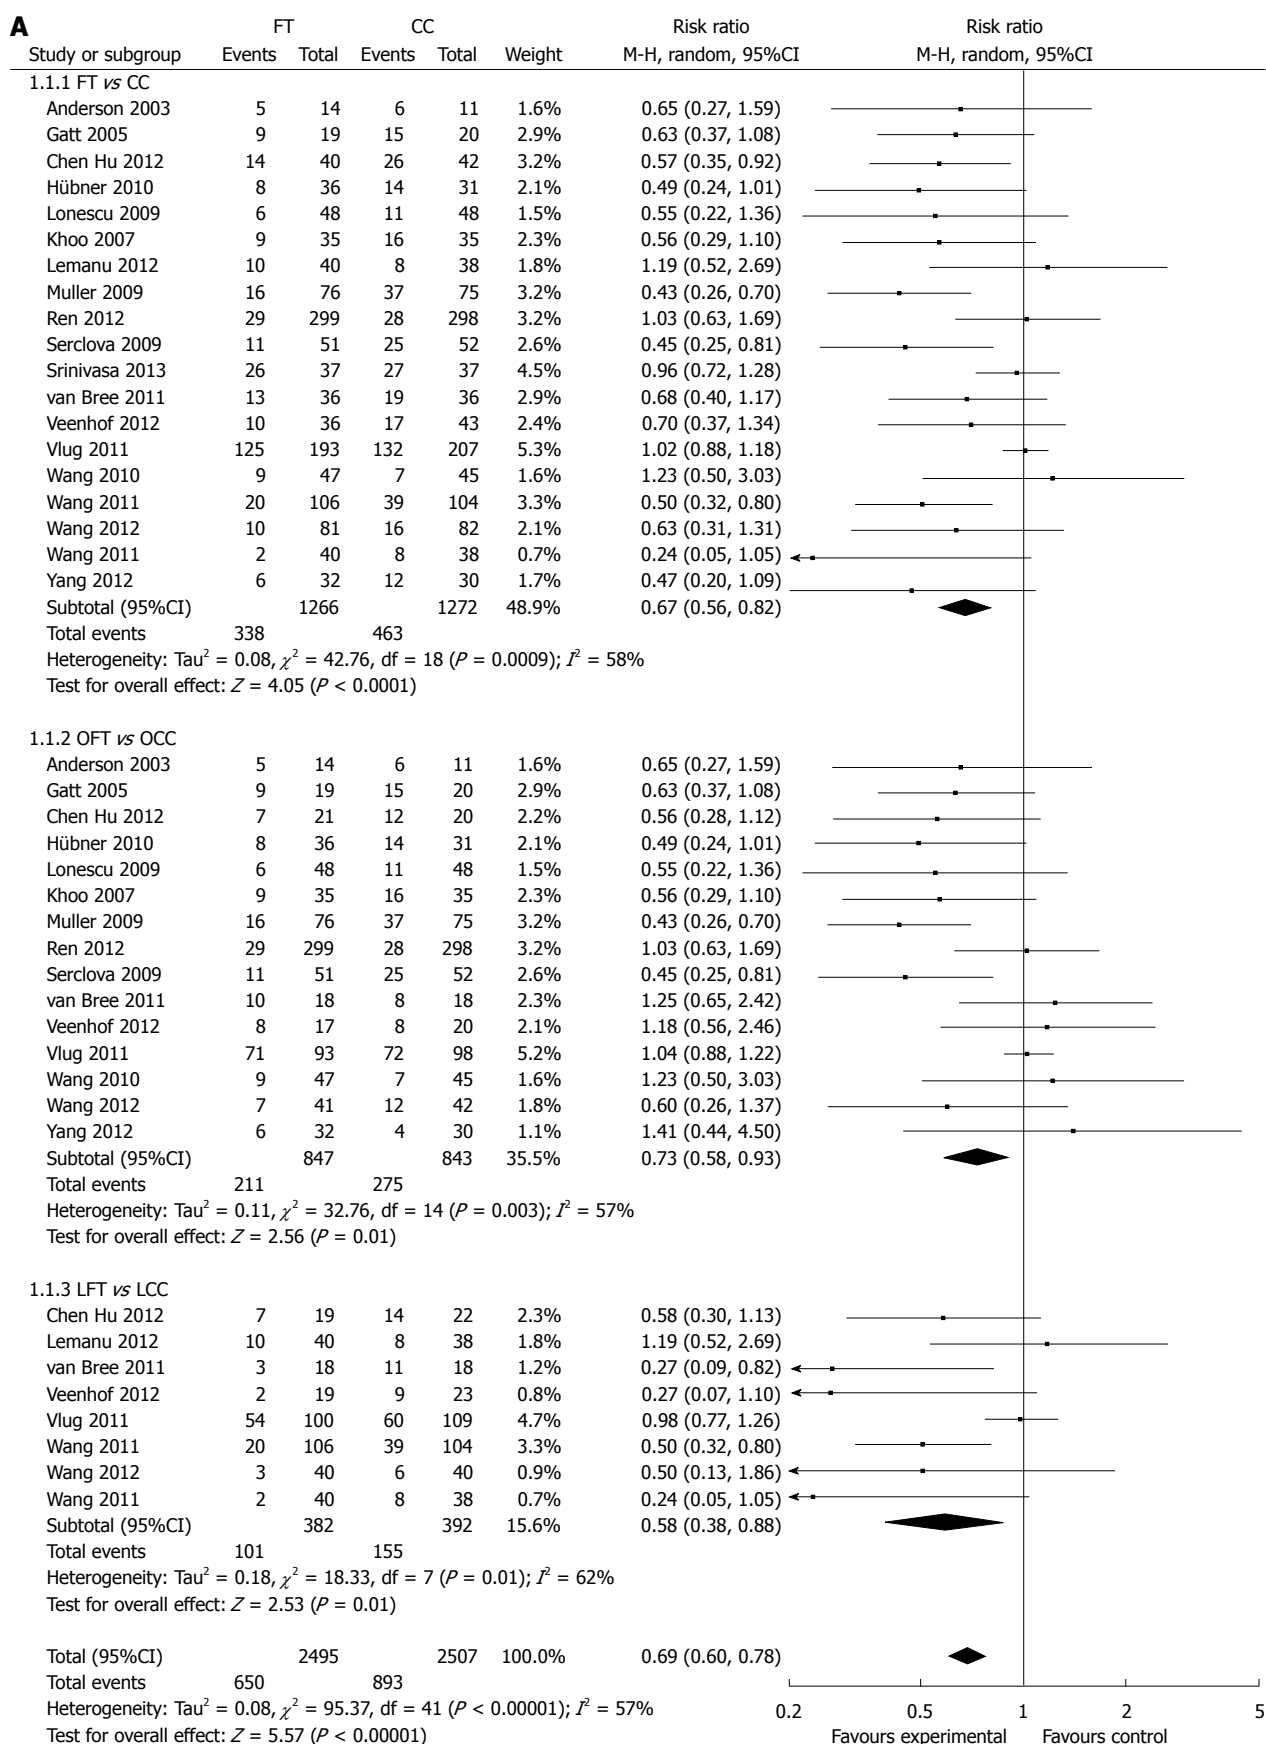 A
FT CC Risk ratio Risk ratio
Study or subgroup Events Total Events Total Weight M-H, random, 95%CI M-H, random, 95%CI
1.1.1 FT vs CC
Anderson 2003 5 14 6 11 1.6% 0.65 (0.27, 1.59)
Gatt 2005 9 19 15 20 2.9% 0.63 (0.37, 1.08)
Chen Hu 2012 14 40 26 42 3.2% 0.57 (0.35, 0.92)
Hübner 2010 8 36 14 31 2.1% 0.49 (0.24, 1.01)
Lonescu 2009 6 48 11 48 1.5% 0.55 (0.22, 1.36)
Khoo 2007 9 35 16 35 2.3% 0.56 (0.29, 1.10)
Lemanu 2012 10 40 8 38 1.8% 1.19 (0.52, 2.69)
Muller 2009 16 76 37 75 3.2% 0.43 (0.26, 0.70)
Ren 2012 29 299 28 298 3.2% 1.03 (0.63, 1.69)
Serclova 2009 11 51 25 52 2.6% 0.45 (0.25, 0.81)
Srinivasa 2013 26 37 27 37 4.5% 0.96 (0.72, 1.28)
van Bree 2011 13 36 19 36 2.9% 0.68 (0.40, 1.17)
Veenhof 2012 10 36 17 43 2.4% 0.70 (0.37, 1.34)
Vlug 2011 125 193 132 207 5.3% 1.02 (0.88, 1.18)
Wang 2010 9 47 7 45 1.6% 1.23 (0.50, 3.03)
Wang 2011 20 106 39 104 3.3% 0.50 (0.32, 0.80)
Wang 2012 10 81 16 82 2.1% 0.63 (0.31, 1.31)
Wang 2011 2 40 8 38 0.7% 0.24 (0.05, 1.05)
Yang 2012 6 32 12 30 1.7% 0.47 (0.20, 1.09)
Subtotal (95%CI) 1266 1272 48.9% 0.67 (0.56, 0.82)
Total events 338 463
Heterogeneity: Tau² = 0.08, χ² = 42.76, df = 18 (P = 0.0009); I² = 58%
Test for overall effect: Z = 4.05 (P < 0.0001)
1.1.2 OFT vs OCC
Anderson 2003 5 14 6 11 1.6% 0.65 (0.27, 1.59)
Gatt 2005 9 19 15 20 2.9% 0.63 (0.37, 1.08)
Chen Hu 2012 7 21 12 20 2.2% 0.56 (0.28, 1.12)
Hübner 2010 8 36 14 31 2.1% 0.49 (0.24, 1.01)
Lonescu 2009 6 48 11 48 1.5% 0.55 (0.22, 1.36)
Khoo 2007 9 35 16 35 2.3% 0.56 (0.29, 1.10)
Muller 2009 16 76 37 75 3.2% 0.43 (0.26, 0.70)
Ren 2012 29 299 28 298 3.2% 1.03 (0.63, 1.69)
Serclova 2009 11 51 25 52 2.6% 0.45 (0.25, 0.81)
van Bree 2011 10 18 8 18 2.3% 1.25 (0.65, 2.42)
Veenhof 2012 8 17 8 20 2.1% 1.18 (0.56, 2.46)
Vlug 2011 71 93 72 98 5.2% 1.04 (0.88, 1.22)
Wang 2010 9 47 7 45 1.6% 1.23 (0.50, 3.03)
Wang 2012 7 41 12 42 1.8% 0.60 (0.26, 1.37)
Yang 2012 6 32 4 30 1.1% 1.41 (0.44, 4.50)
Subtotal (95%CI) 847 843 35.5% 0.73 (0.58, 0.93)
Total events 211 275
Heterogeneity: Tau² = 0.11, χ² = 32.76, df = 14 (P = 0.003); I² = 57%
Test for overall effect: Z = 2.56 (P = 0.01)
1.1.3 LFT vs LCC
Chen Hu 2012 7 19 14 22 2.3% 0.58 (0.30, 1.13)
Lemanu 2012 10 40 8 38 1.8% 1.19 (0.52, 2.69)
van Bree 2011 3 18 11 18 1.2% 0.27 (0.09, 0.82)
Veenhof 2012 2 19 9 23 0.8% 0.27 (0.07, 1.10)
Vlug 2011 54 100 60 109 4.7% 0.98 (0.77, 1.26)
Wang 2011 20 106 39 104 3.3% 0.50 (0.32, 0.80)
Wang 2012 3 40 6 40 0.9% 0.50 (0.13, 1.86)
Wang 2011 2 40 8 38 0.7% 0.24 (0.05, 1.05)
Subtotal (95%CI) 382 392 15.6% 0.58 (0.38, 0.88)
Total events 101 155
Heterogeneity: Tau² = 0.18, χ² = 18.33, df = 7 (P = 0.01); I² = 62%
Test for overall effect: Z = 2.53 (P = 0.01)
Total (95%CI) 2495 2507 100.0% 0.69 (0.60, 0.78)
Total events 650 893
Heterogeneity: Tau² = 0.08, χ² = 95.37, df = 41 (P < 0.00001); I² = 57%
0.2 0.5 1 2 5
Test for overall effect: Z = 5.57 (P < 0.00001)
Favours experimental Favours control